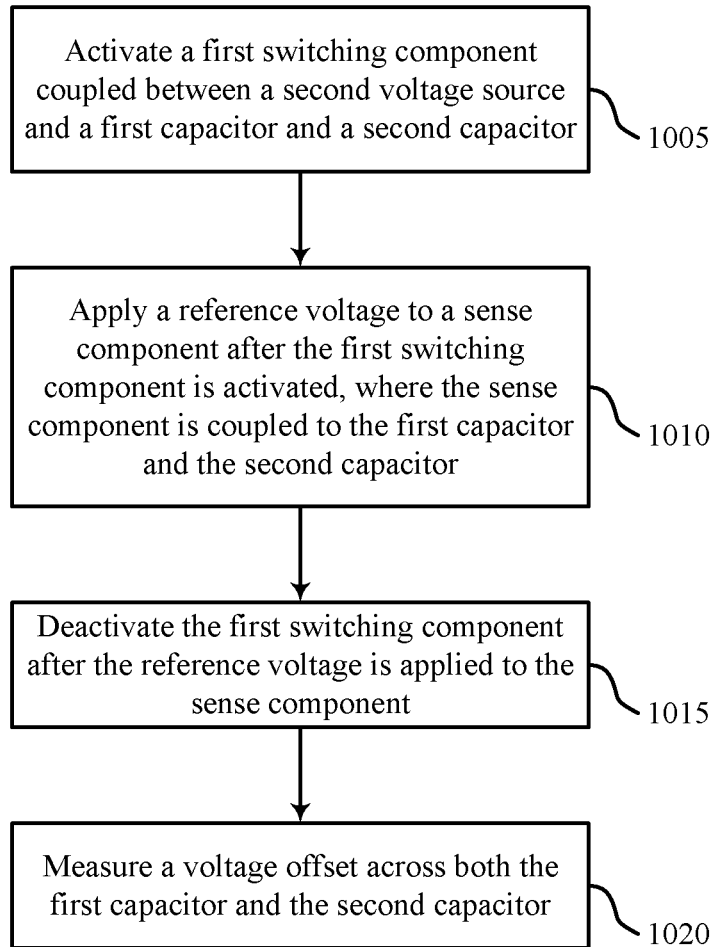 Activate a first switching component
coupled between a second voltage source
and a first capacitor and a second capacitor
1005
Apply a reference voltage to a sense
component after the first switching
component is activated, where the sense
component is coupled to the first capacitor
and the second capacitor
1010
Deactivate the first switching component
after the reference voltage is applied to the
sense component
1015
Measure a voltage offset across both the
first capacitor and the second capacitor
1020